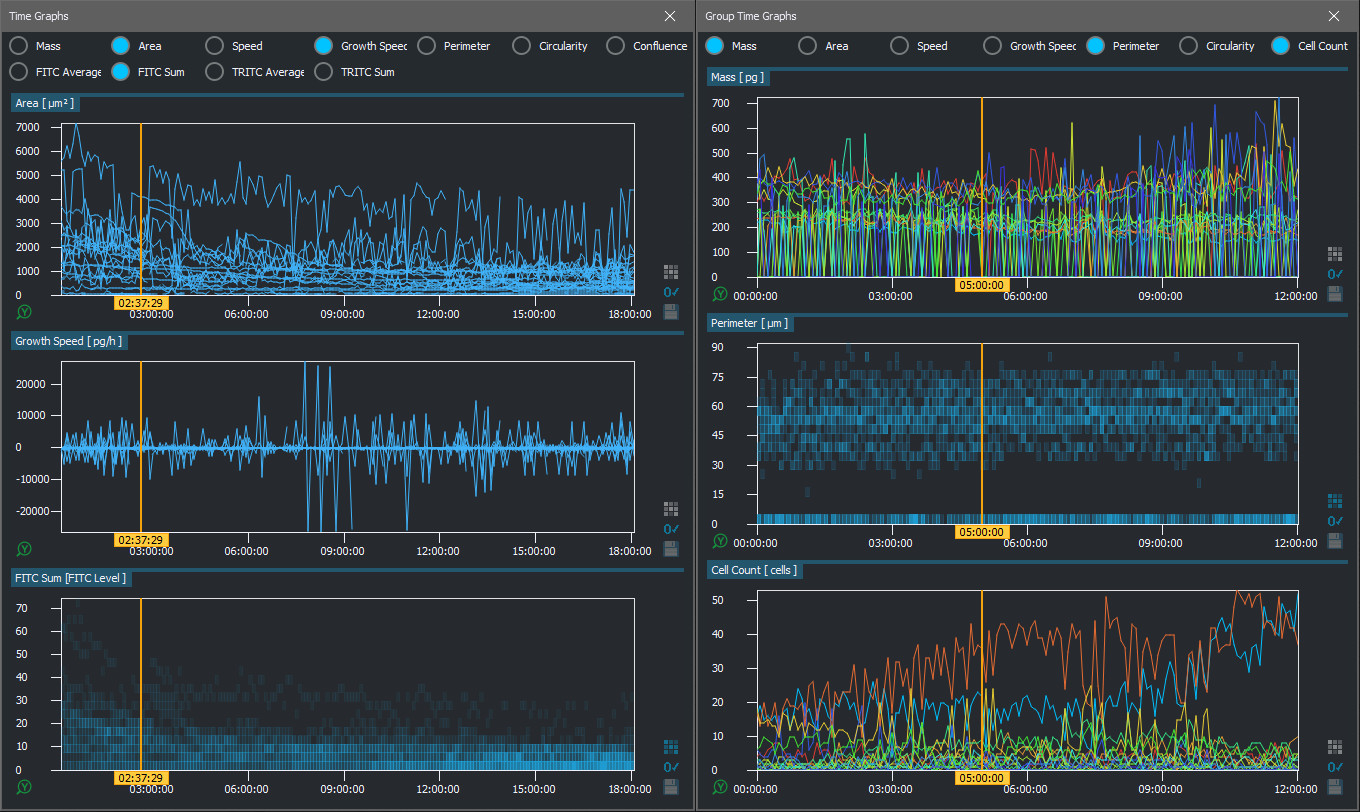 Time Graphs
Mass Area Speed Growth Speec Perimeter Circularity Confluence
FITC Average FITC Sum TRITC Average TRITC Sum
Area [ µm² ]
7000
6000
5000
4000
3000
2000
1000
0
02:37:29
03:00:00 06:00:00 09:00:00 12:00:00 15:00:00 18:00:00
Growth Speed [ pg/h ]
20000
10000
0
-10000
-20000
02:37:29
03:00:00 06:00:00 09:00:00 12:00:00 15:00:00 18:00:00
FITC Sum [FITC Level ]
70
60
50
40
30
20
10
0
02:37:29
03:00:00 06:00:00 09:00:00 12:00:00 15:00:00 18:00:00
Group Time Graphs
Mass Area Speed Growth Speec Perimeter Circularity Cell Count
Mass [ pg ]
700
600
500
400
300
200
100
0
05:00:00
00:00:00 03:00:00 06:00:00 09:00:00 12:00:00
Perimeter [ µm ]
90
75
60
45
30
15
0
05:00:00
00:00:00 03:00:00 06:00:00 09:00:00 12:00:00
Cell Count [ cells ]
50
40
30
20
10
0
05:00:00
00:00:00 03:00:00 06:00:00 09:00:00 12:00:00